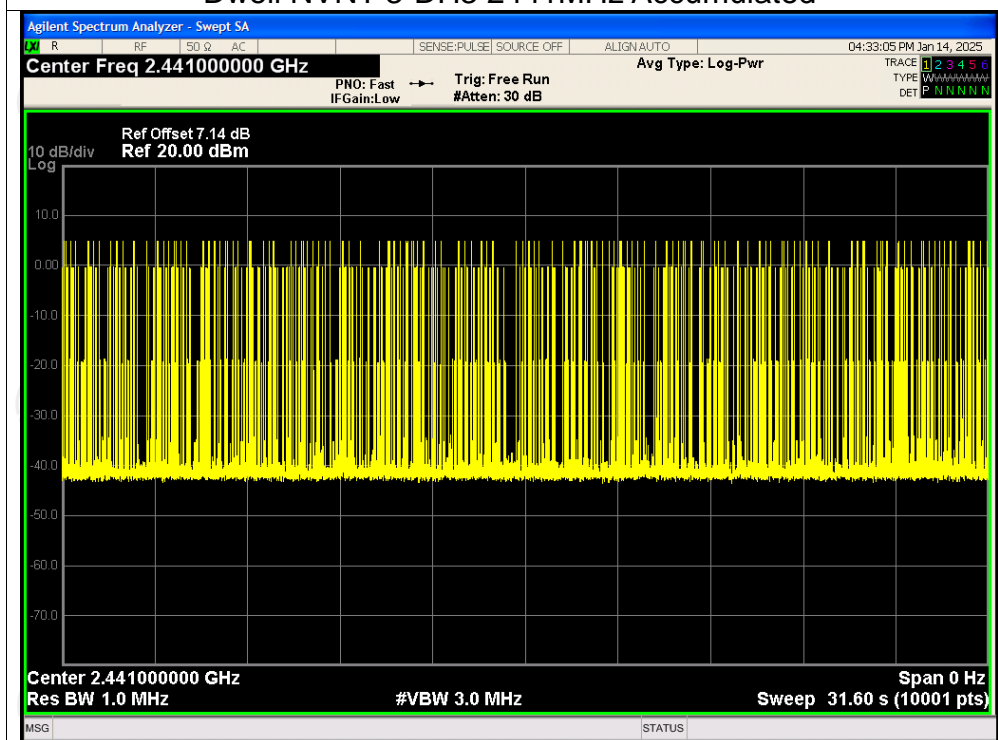 Agilent Spectrum Analyzer - Swept SA
LXI R RF 50 Ω AC SENSE:PULSE SOURCE OFF ALIGN AUTO 04:33:05 PM Jan 14, 2025
Center Freq 2.441000000 GHz Avg Type: Log-Pwr TRACE 1 2 3 4 5 6
PNO: Fast Trig: Free Run TYPE WWWWWW
IFGain:Low #Atten: 30 dB DET P N N N N N
Ref Offset 7.14 dB
10 dB/div Ref 20.00 dBm
Log
10.0
0.00
-10.0
-20.0
-30.0
-40.0
-50.0
-60.0
-70.0
Center 2.441000000 GHz Span 0 Hz
Res BW 1.0 MHz #VBW 3.0 MHz Sweep 31.60 s (10001 pts)
MSG STATUS